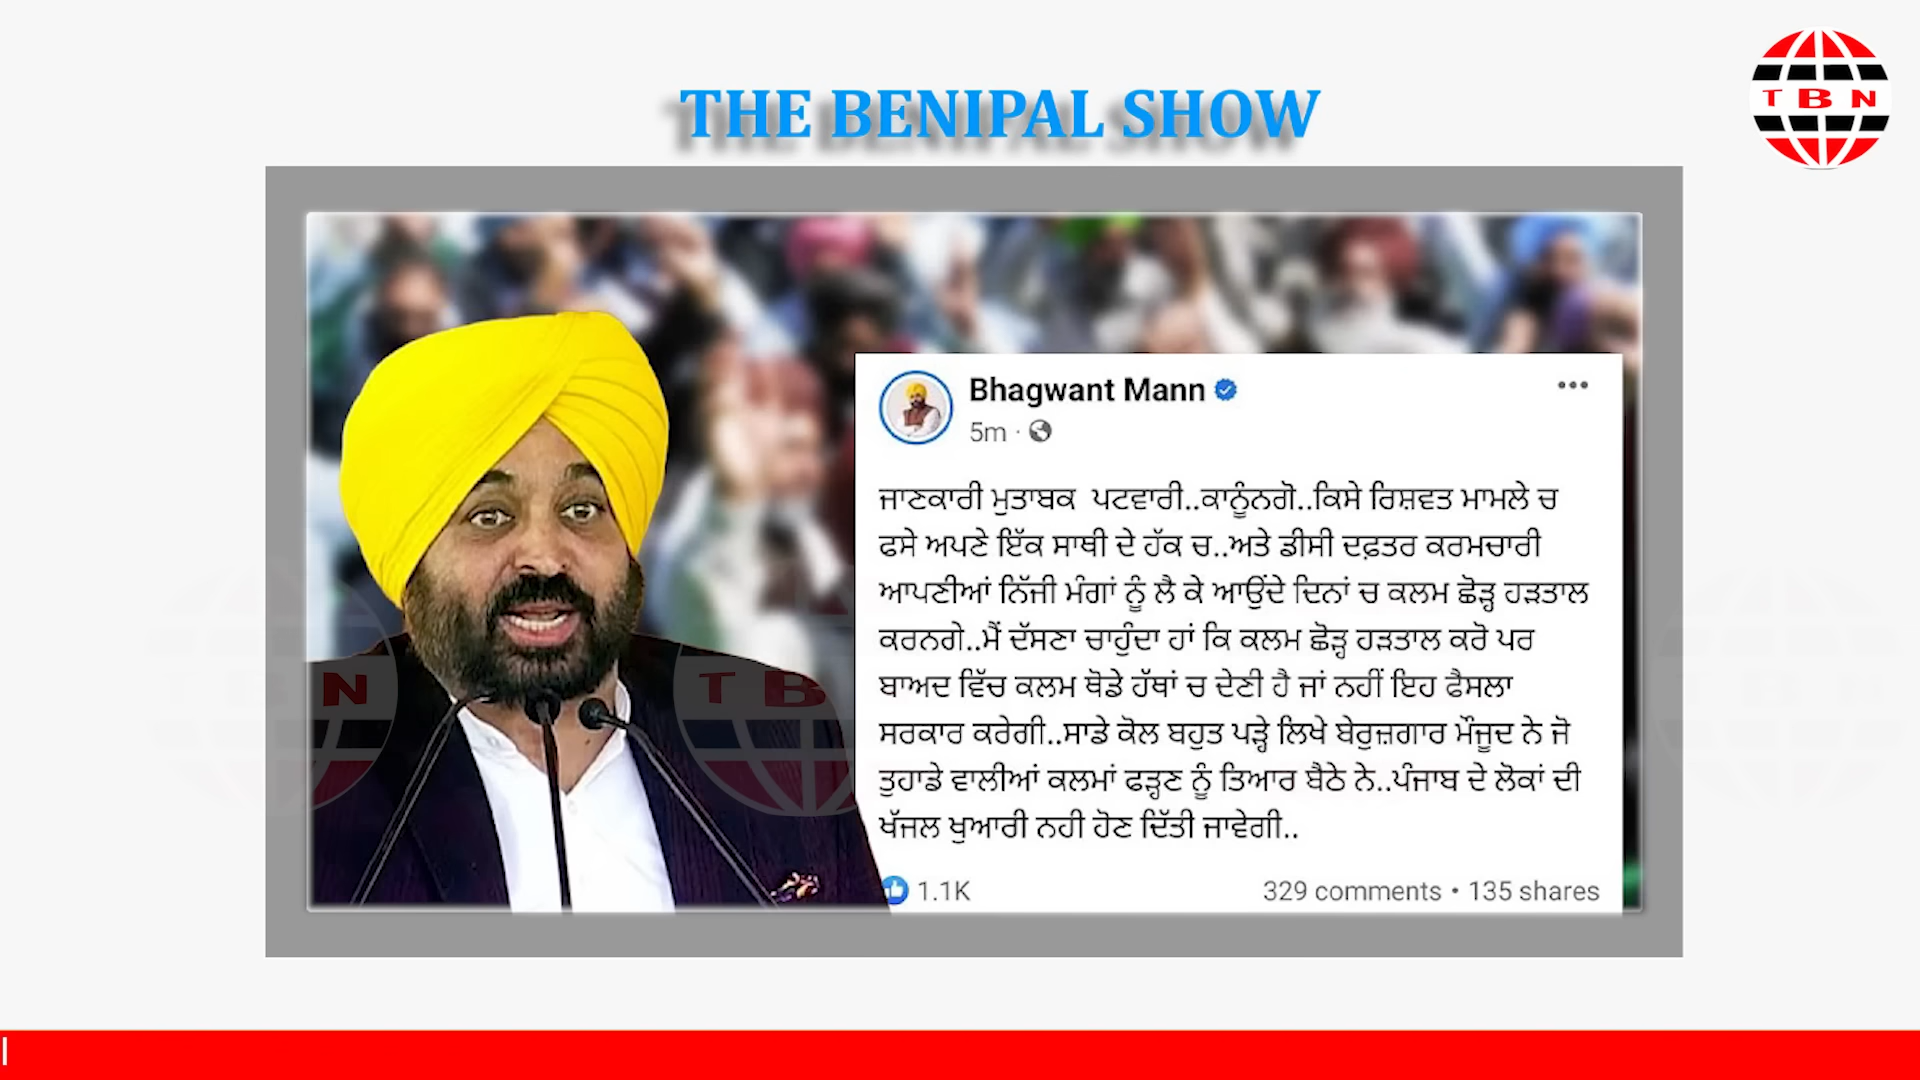 THE BENIPAL SHOW
TBN
Bhagwant Mann
5m ·
ਜਾਣਕਾਰੀ ਮੁਤਾਬਕ ਪਟਵਾਰੀ..ਕਾਨੂੰਨਗੋ..ਕਿਸੇ ਰਿਸ਼ਵਤ ਮਾਮਲੇ ਚ
ਫਸੇ ਅਪਣੇ ਇੱਕ ਸਾਥੀ ਦੇ ਹੱਕ ਚ..ਅਤੇ ਡੀਸੀ ਦਫ਼ਤਰ ਕਰਮਚਾਰੀ
ਆਪਣੀਆਂ ਨਿੱਜੀ ਮੰਗਾਂ ਨੂੰ ਲੈ ਕੇ ਆਉਂਦੇ ਦਿਨਾਂ ਚ ਕਲਮ ਛੋੜ੍ਹ ਹੜਤਾਲ
ਕਰਨਗੇ..ਮੈਂ ਦੱਸਣਾ ਚਾਹੁੰਦਾ ਹਾਂ ਕਿ ਕਲਮ ਛੋੜ੍ਹ ਹੜਤਾਲ ਕਰੋ ਪਰ
ਬਾਅਦ ਵਿੱਚ ਕਲਮ ਥੋਡੇ ਹੱਥਾਂ ਚ ਦੇਣੀ ਹੈ ਜਾਂ ਨਹੀਂ ਇਹ ਫੈਸਲਾ
ਸਰਕਾਰ ਕਰੇਗੀ..ਸਾਡੇ ਕੋਲ ਬਹੁਤ ਪੜ੍ਹੇ ਲਿਖੇ ਬੇਰੁਜ਼ਗਾਰ ਮੌਜੂਦ ਨੇ ਜੋ
ਤੁਹਾਡੇ ਵਾਲੀਆਂ ਕਲਮਾਂ ਫੜ੍ਹਣ ਨੂੰ ਤਿਆਰ ਬੈਠੇ ਨੇ..ਪੰਜਾਬ ਦੇ ਲੋਕਾਂ ਦੀ
ਖੱਜਲ ਖੁਆਰੀ ਨਹੀ ਹੋਣ ਦਿੱਤੀ ਜਾਵੇਗੀ..
1.1K
329 comments • 135 shares